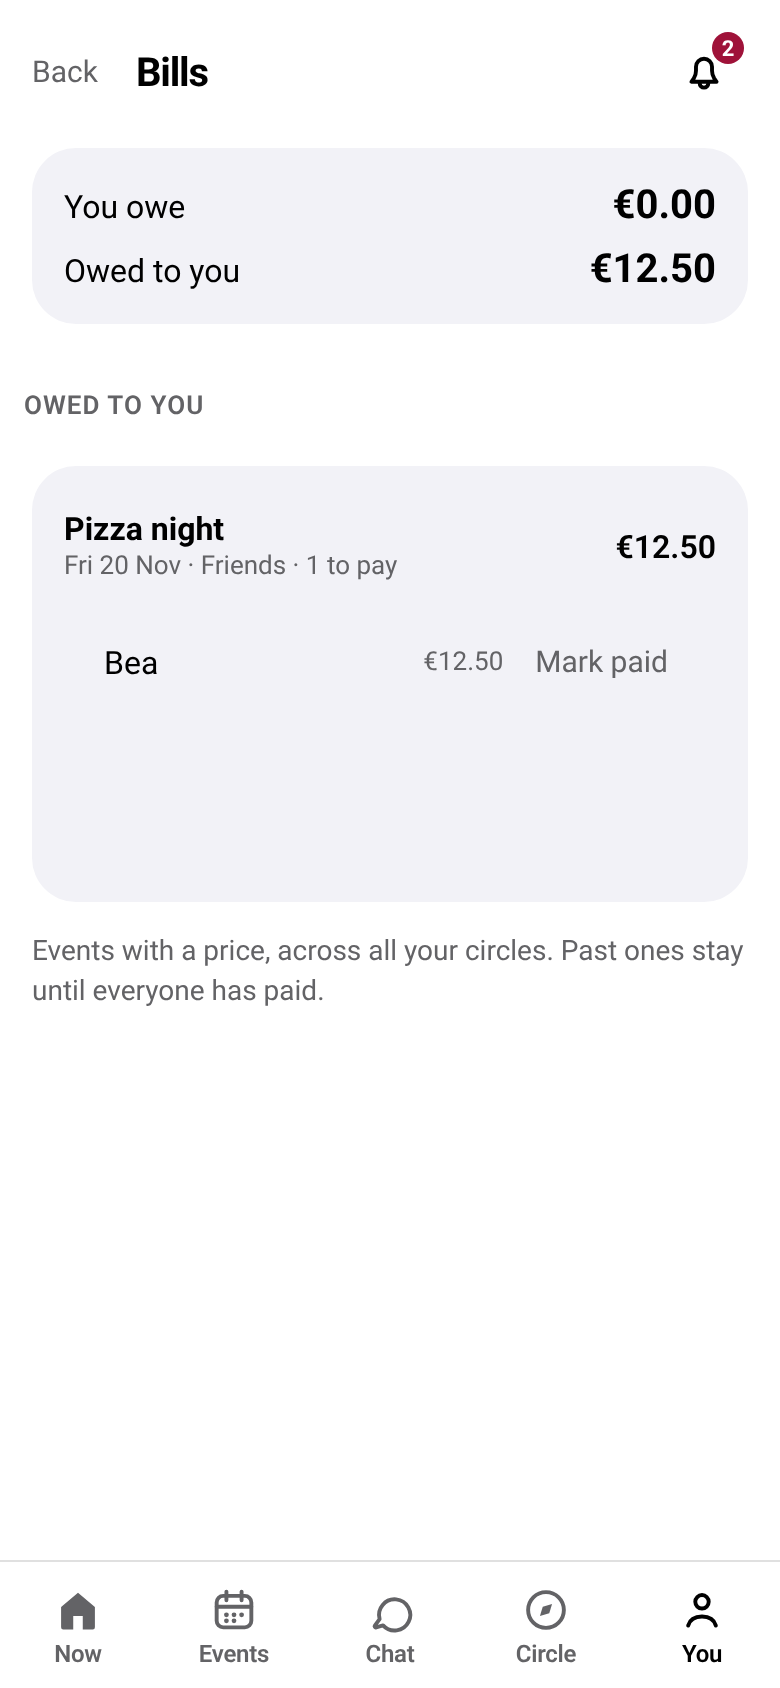 Back
Bills
2
You owe
€0.00
Owed to you
€12.50
OWED TO YOU
Pizza night
€12.50
Fri 20 Nov · Friends · 1 to pay
Bea
€12.50
Mark paid
Events with a price, across all your circles. Past ones stay
until everyone has paid.
Now
Events
Chat
Circle
You